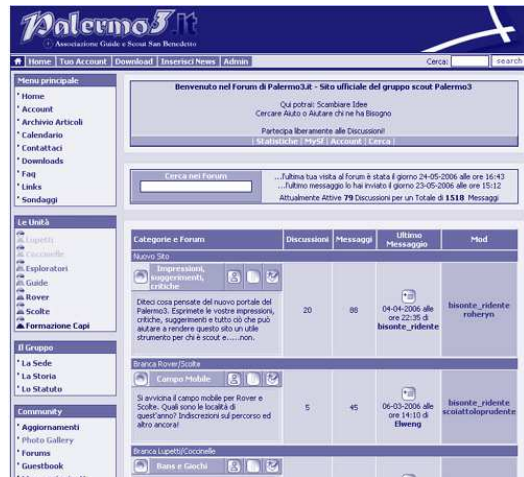 Palermo3.it
Associazione Guide e Scout San Benedetto
Home | Tuo Account | Download | Inserisci News | Admin
Cerca:
search
Menu principale
Home
Account
Archivio Articoli
Calendario
Contattaci
Downloads
Faq
Links
Sondaggi
Le Unità
Lupetti
Coccinelle
Esploratori
Guide
Rover
Scolte
Formazione Capi
Il Gruppo
La Sede
La Storia
Lo Statuto
Community
Aggiornamenti
Photo Gallery
Forums
Guestbook
Benvenuto nel Forum di Palermo3.it - Sito ufficiale del gruppo scout Palermo3
Qui potrai: Scambiare Idee
Cercare Aiuto o Aiutare chi ne ha Bisogno
Partecipa liberamente alle Discussioni!
| Statistiche | MySf | Account | Cerca |
Cerca nel Forum
...l'ultima tua visita al forum è stata il giorno 24-05-2006 alle ore 16:43
...l'ultimo messaggio lo hai inviato il giorno 23-05-2006 alle ore 15:12
Attualmente Attive 79 Discussioni per un Totale di 1518 Messaggi
Categorie e Forum
Discussioni
Messaggi
Ultimo
Messaggio
Mod
Nuovo Sito
Impressioni,
suggerimenti,
critiche
Diteci cosa pensate del nuovo portale del
Palermo3. Esprimete le vostre impressioni,
critiche, suggerimenti e tutto ciò che può
aiutare a rendere questo sito un utile
strumento per chi è scout e......non.
20
88
04-04-2006 alle
ore 22:35 di
bisonte_ridente
bisonte_ridente
roheryn
Branca Rover/Scolte
Campo Mobile
Si avvicina il campo mobile per Rover e
Scolte. Quali sono le località di
quest'anno? Indiscrezioni sul percorso ed
altro ancora!
5
45
06-03-2006 alle
ore 14:10 di
Elweng
bisonte_ridente
scoiattoloprudente
Branca Lupetti/Coccinelle
Bans e Giochi